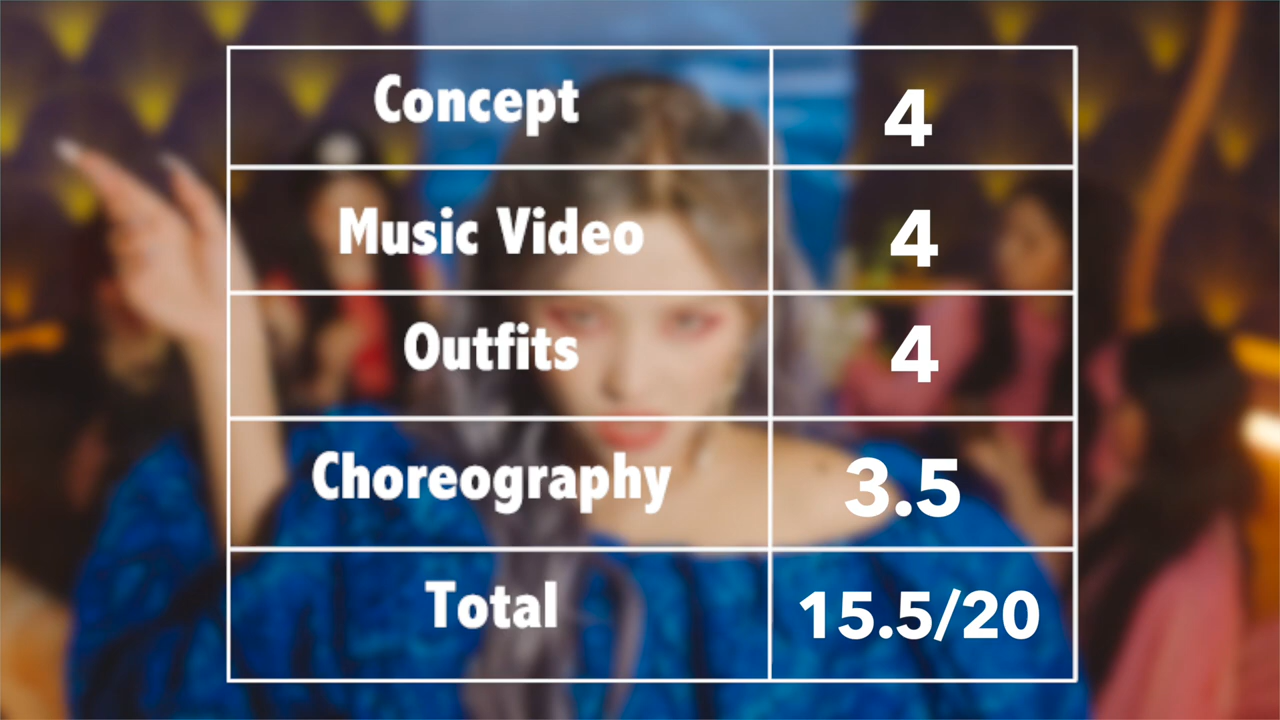 Concept 4
Music Video 4
Outfits 4
Choreography 3.5
Total 15.5/20